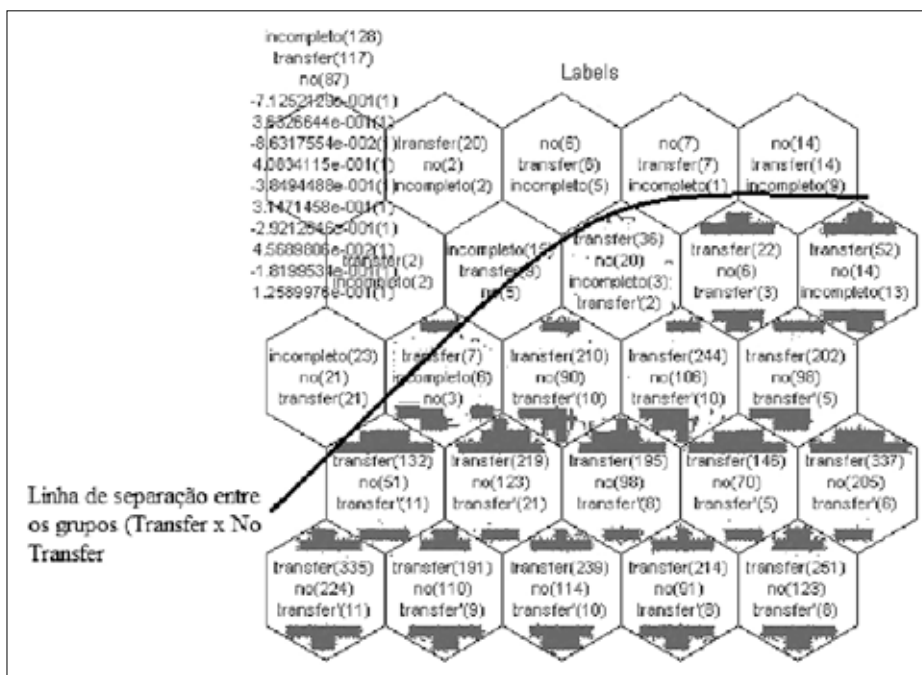 incompleto(128)
transfer(117)
no(87)
Labels
transfer(20)
no(2)
incompleto(2)
no(6)
transfer(6)
incompleto(5)
no(7)
transfer(7)
incompleto(1)
no(14)
transfer(14)
incompleto(9)
transfer(2)
incompleto(2)
transfer(9)
no(5)
transfer(36)
no(20)
incompleto(3)
transfer'(2)
transfer(22)
no(6)
transfer'(3)
transfer(52)
no(14)
incompleto(13)
incompleto(23)
no(21)
transfer(21)
transfer(7)
incompleto(6)
no(3)
transfer(210)
no(90)
transfer'(10)
transfer(244)
no(106)
transfer'(10)
transfer(202)
no(98)
transfer'(5)
transfer(132)
no(51)
transfer'(11)
transfer(219)
no(123)
transfer'(21)
transfer(195)
no(98)
transfer'(8)
transfer(146)
no(70)
transfer'(5)
transfer(337)
no(205)
transfer'(6)
Linha de separação entre
os grupos (Transfer x No
Transfer
transfer(335)
no(224)
transfer'(11)
transfer(191)
no(110)
transfer'(9)
transfer(239)
no(114)
transfer'(10)
transfer(214)
no(91)
transfer'(8)
transfer(251)
no(123)
transfer'(8)